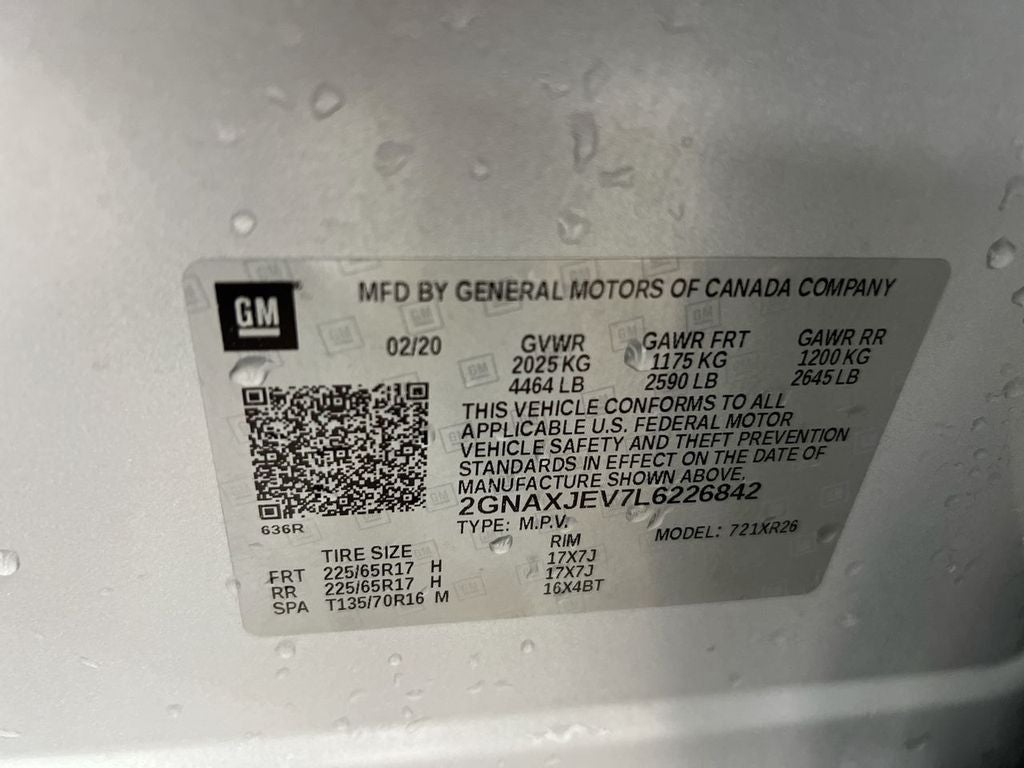 GM
MFD BY GENERAL MOTORS OF CANADA COMPANY
02/20 GVWR GAWR FRT GAWR RR
2025 KG 1175 KG 1200 KG
4464 LB 2590 LB 2645 LB
THIS VEHICLE CONFORMS TO ALL
APPLICABLE U.S. FEDERAL MOTOR
VEHICLE SAFETY AND THEFT PREVENTION
STANDARDS IN EFFECT ON THE DATE OF
MANUFACTURE SHOWN ABOVE.
2GNAXJEV7L6226842
636R
TYPE: M.P.V. MODEL: 721XR26
TIRE SIZE RIM
FRT 225/65R17 H 17X7J
RR 225/65R17 H 17X7J
SPA T135/70R16 M 16X4BT